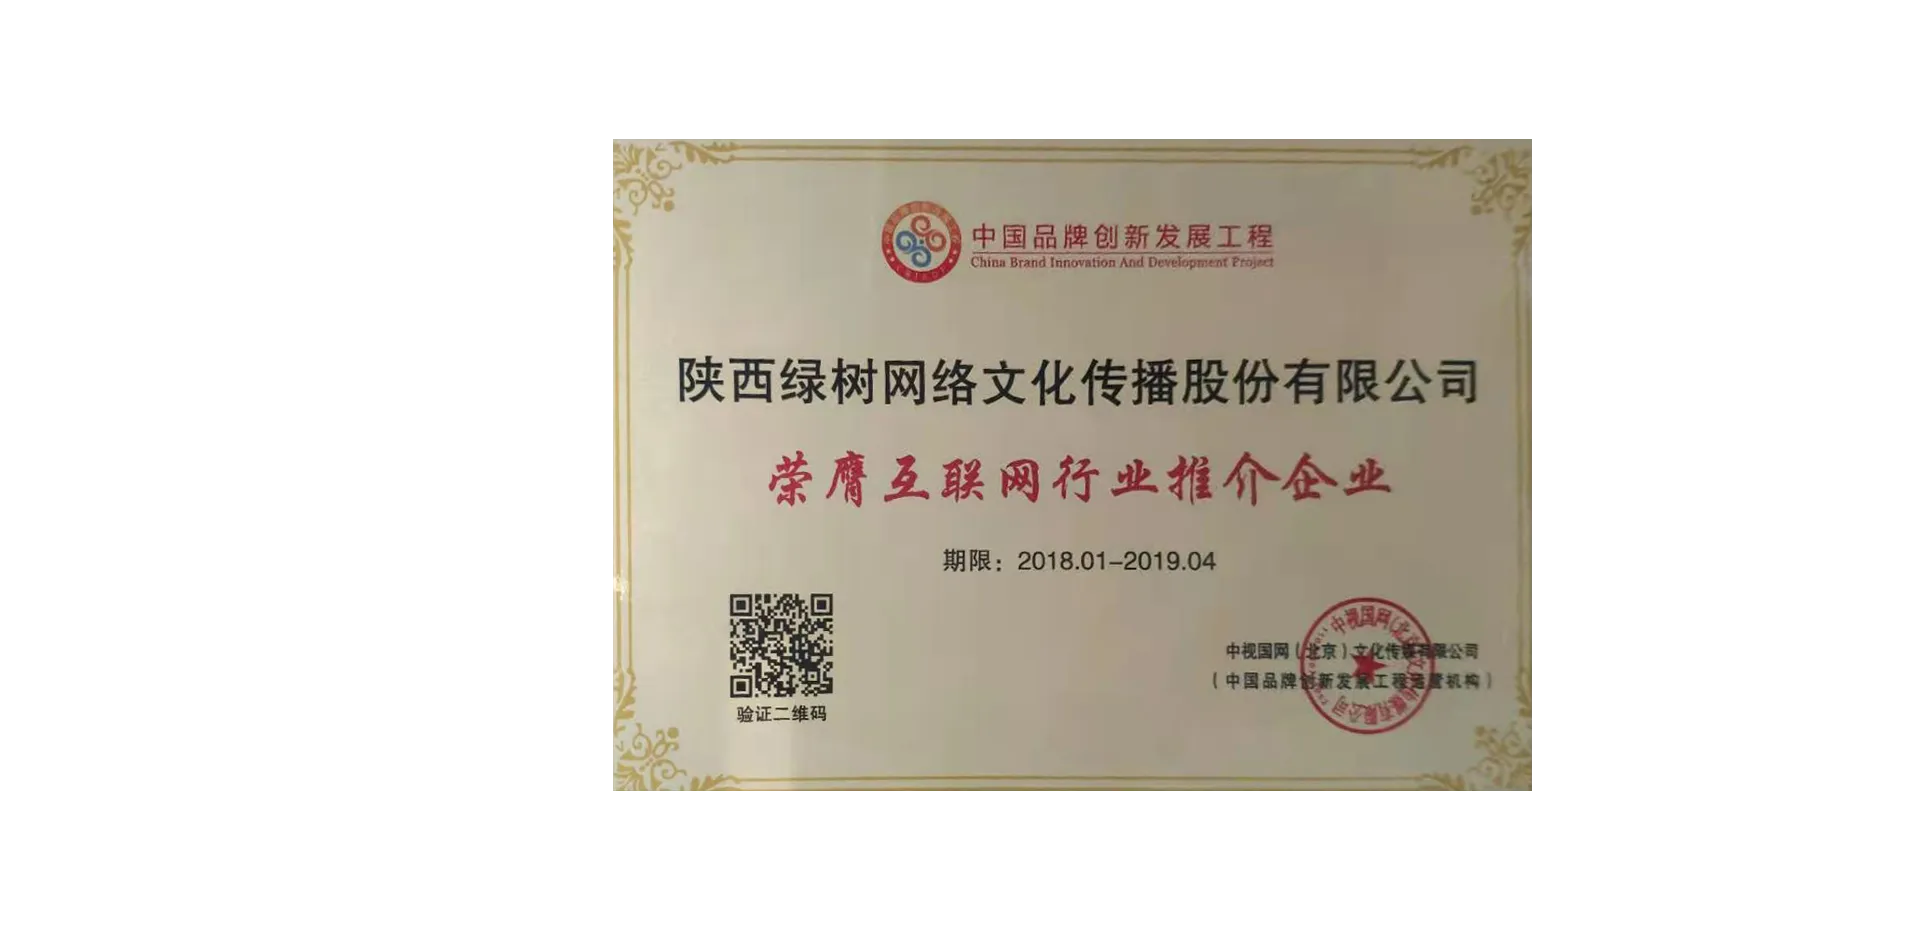 中国品牌创新发展工程
China Brand Innovation And Development Project
陕西绿树网络文化传播股份有限公司
荣膺互联网行业推介企业
期限：2018.01-2019.04
验证二维码
中视国网（北京）文化传媒有限公司
（中国品牌创新发展工程运营机构）